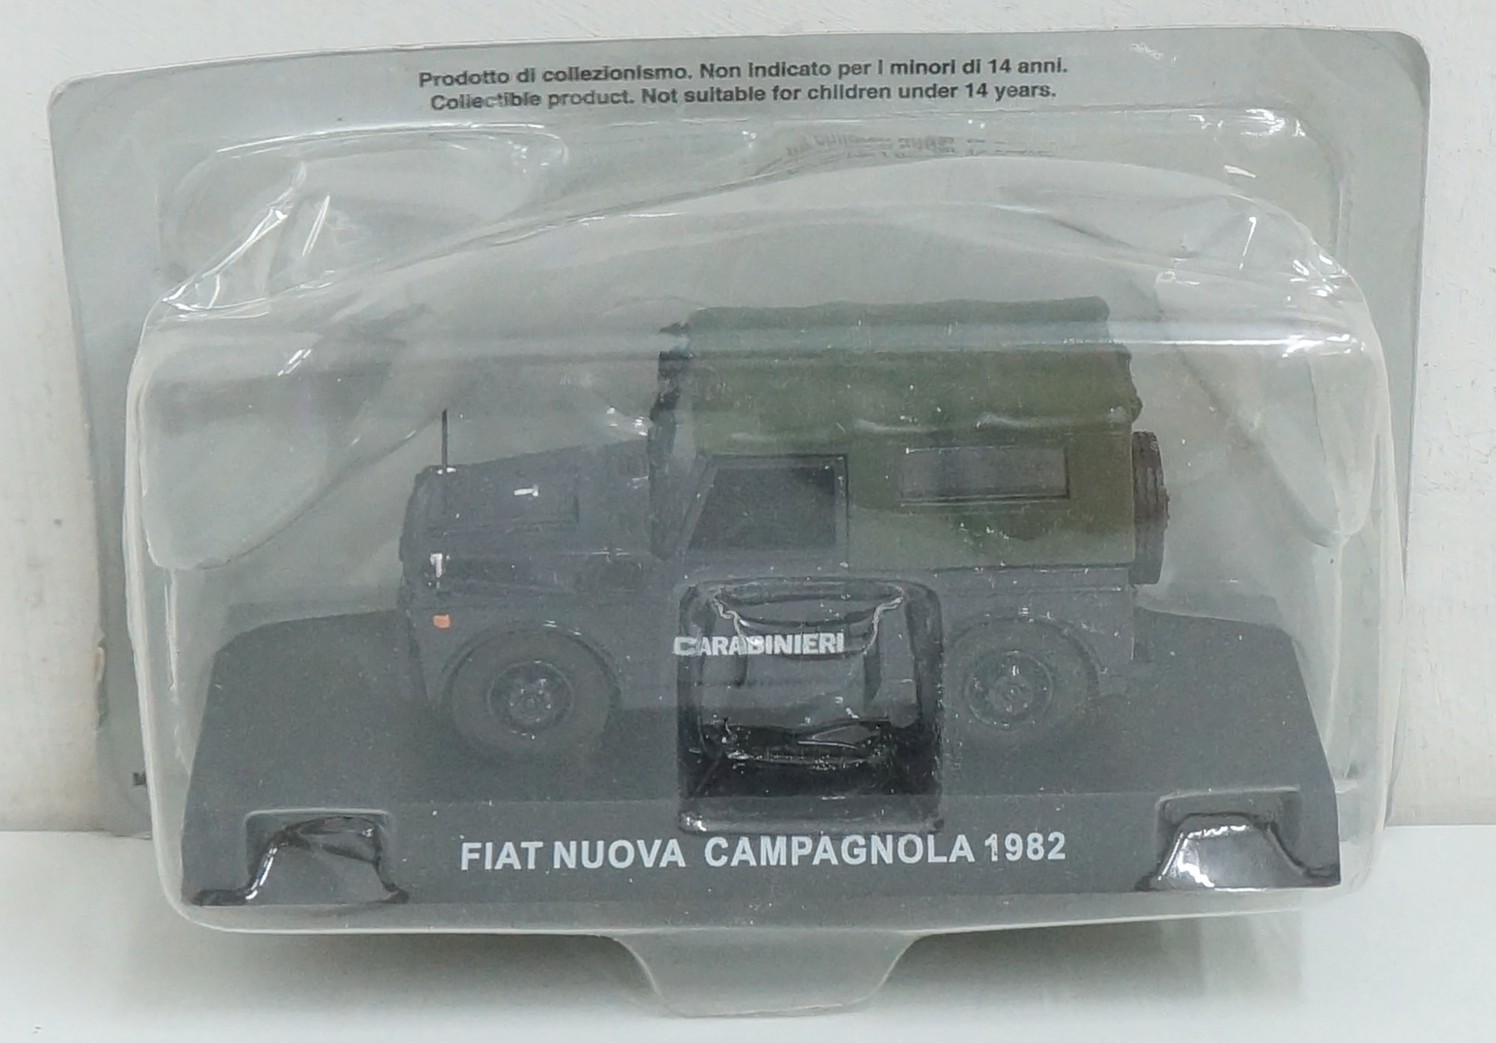 Prodotto di collezionismo. Non indicato per i minori di 14 anni.
Collectible product. Not suitable for children under 14 years.
CARABINIERI
FIAT NUOVA CAMPAGNOLA 1982